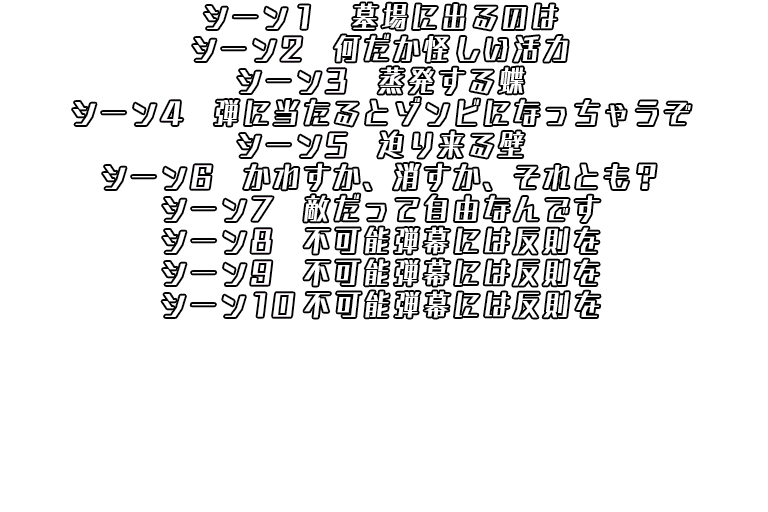 シーン1　墓場に出るのは
シーン2　何だか怪しい活力
シーン3　蒸発する蝶
シーン4　弾に当たるとゾンビになっちゃうぞ
シーン5　迫り来る壁
シーン6　かわすか、消すか、それとも？
シーン7　敵だって自由なんです
シーン8　不可能弾幕には反則を
シーン9　不可能弾幕には反則を
シーン10 不可能弾幕には反則を